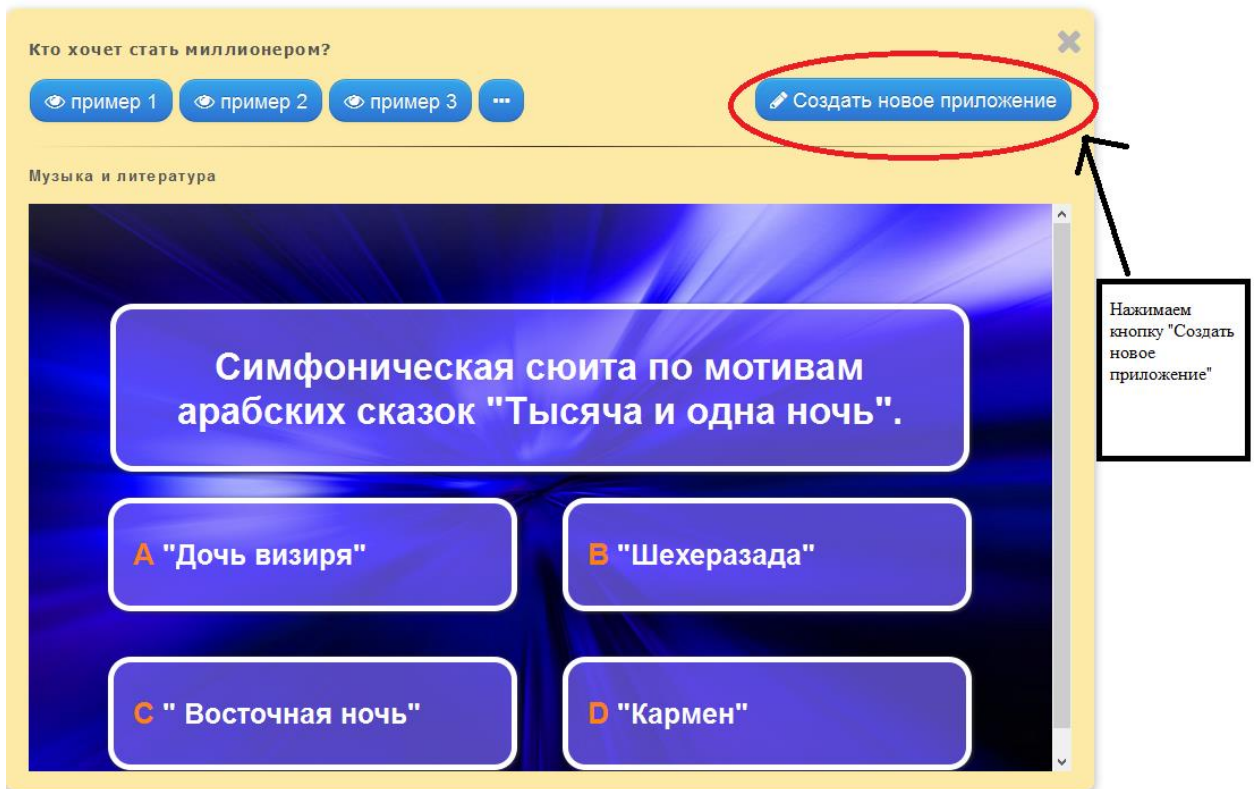 Кто хочет стать миллионером?
пример 1 пример 2 пример 3 ... Создать новое приложение
Музыка и литература
Нажимаем
кнопку "Создать
новое
приложение"
Симфоническая сюита по мотивам
арабских сказок "Тысяча и одна ночь".
A "Дочь визиря" B "Шехеразада"
C " Восточная ночь" D "Кармен"